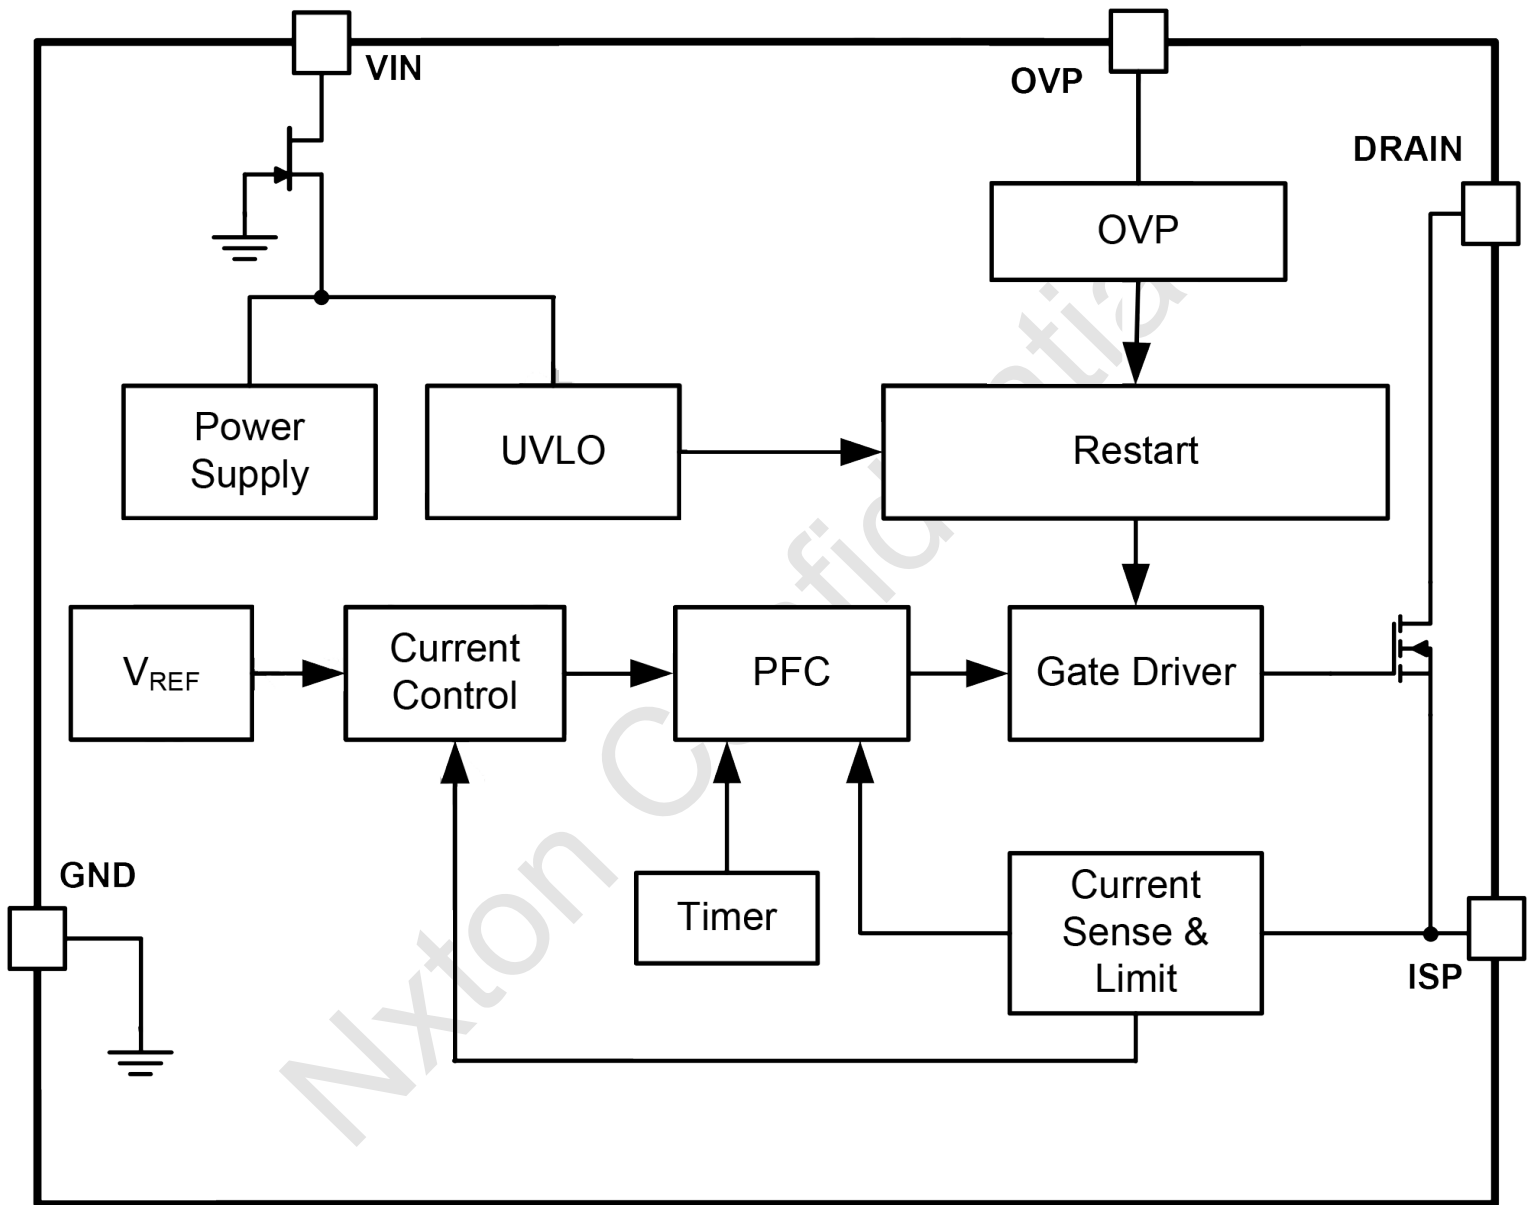 VIN
OVP
DRAIN
OVP
Power
Supply
UVLO
Restart
VREF
Current
Control
PFC
Gate Driver
GND
Timer
Current
Sense &
Limit
ISP
Nxton Confidential